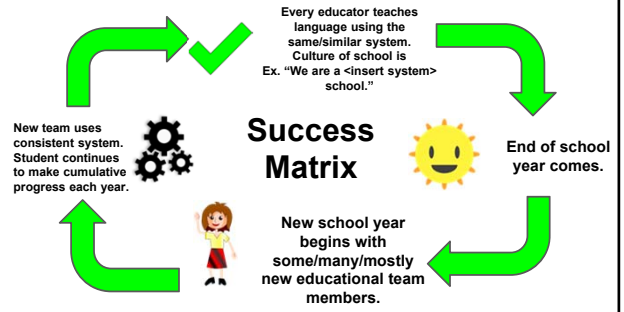 Every educator teaches
language using the
same/similar system.
Culture of school is
Ex. “We are a <insert system>
school.”
End of school
year comes.
New school year
begins with
some/many/mostly
new educational team
members.
New team uses
consistent system.
Student continues
to make cumulative
progress each year.
Success
Matrix